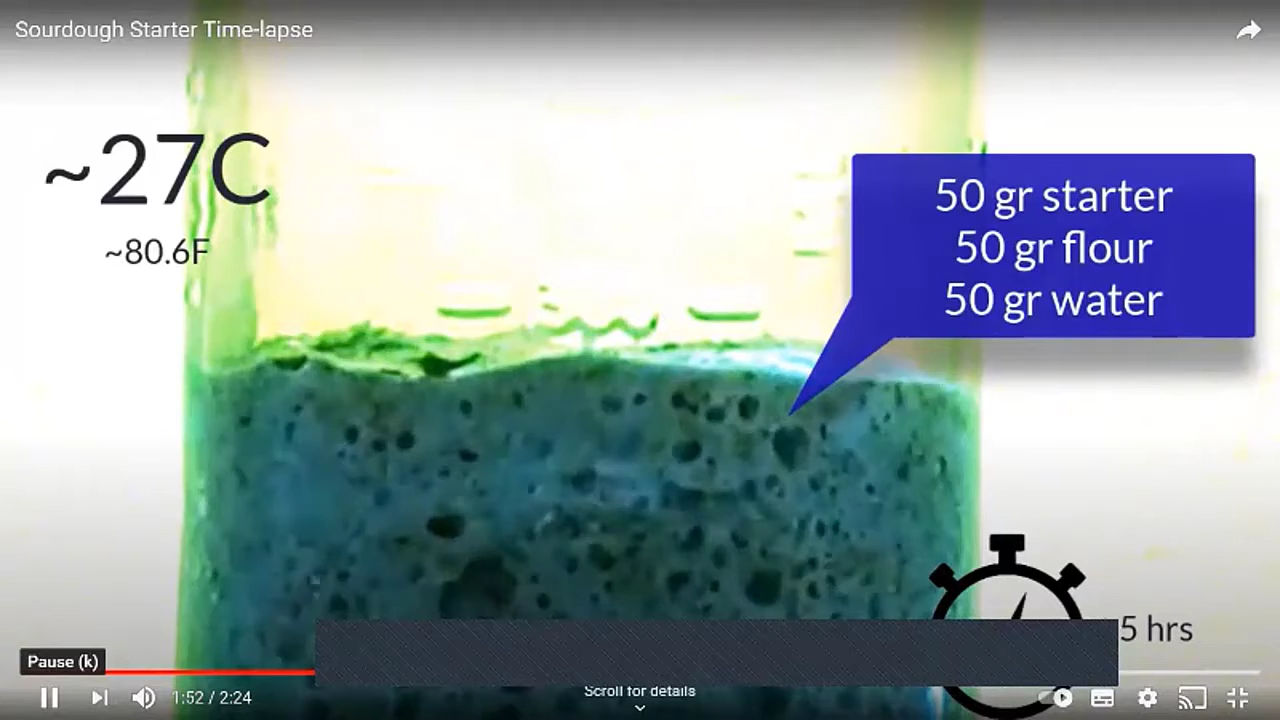 Sourdough Starter Time-lapse
~27C
~80.6F
50 gr starter
50 gr flour
50 gr water
5 hrs
Pause (k)
1:52 / 2:24
Scroll for details